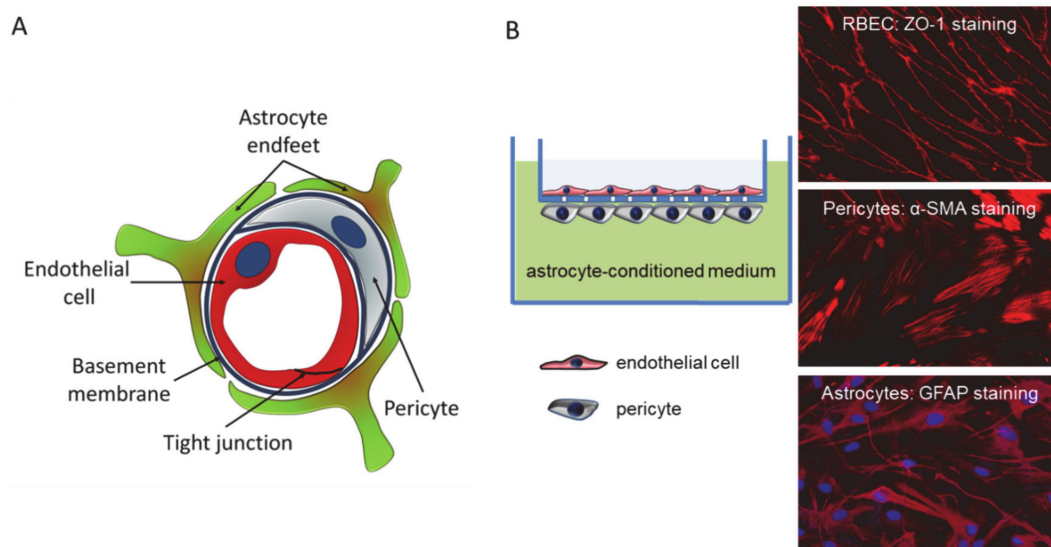 A
Astrocyte
endfeet
Endothelial
cell
Basement
membrane
Tight junction
Pericyte
B
astrocyte-conditioned medium
endothelial cell
pericyte
RBEC: ZO-1 staining
Pericytes: α-SMA staining
Astrocytes: GFAP staining